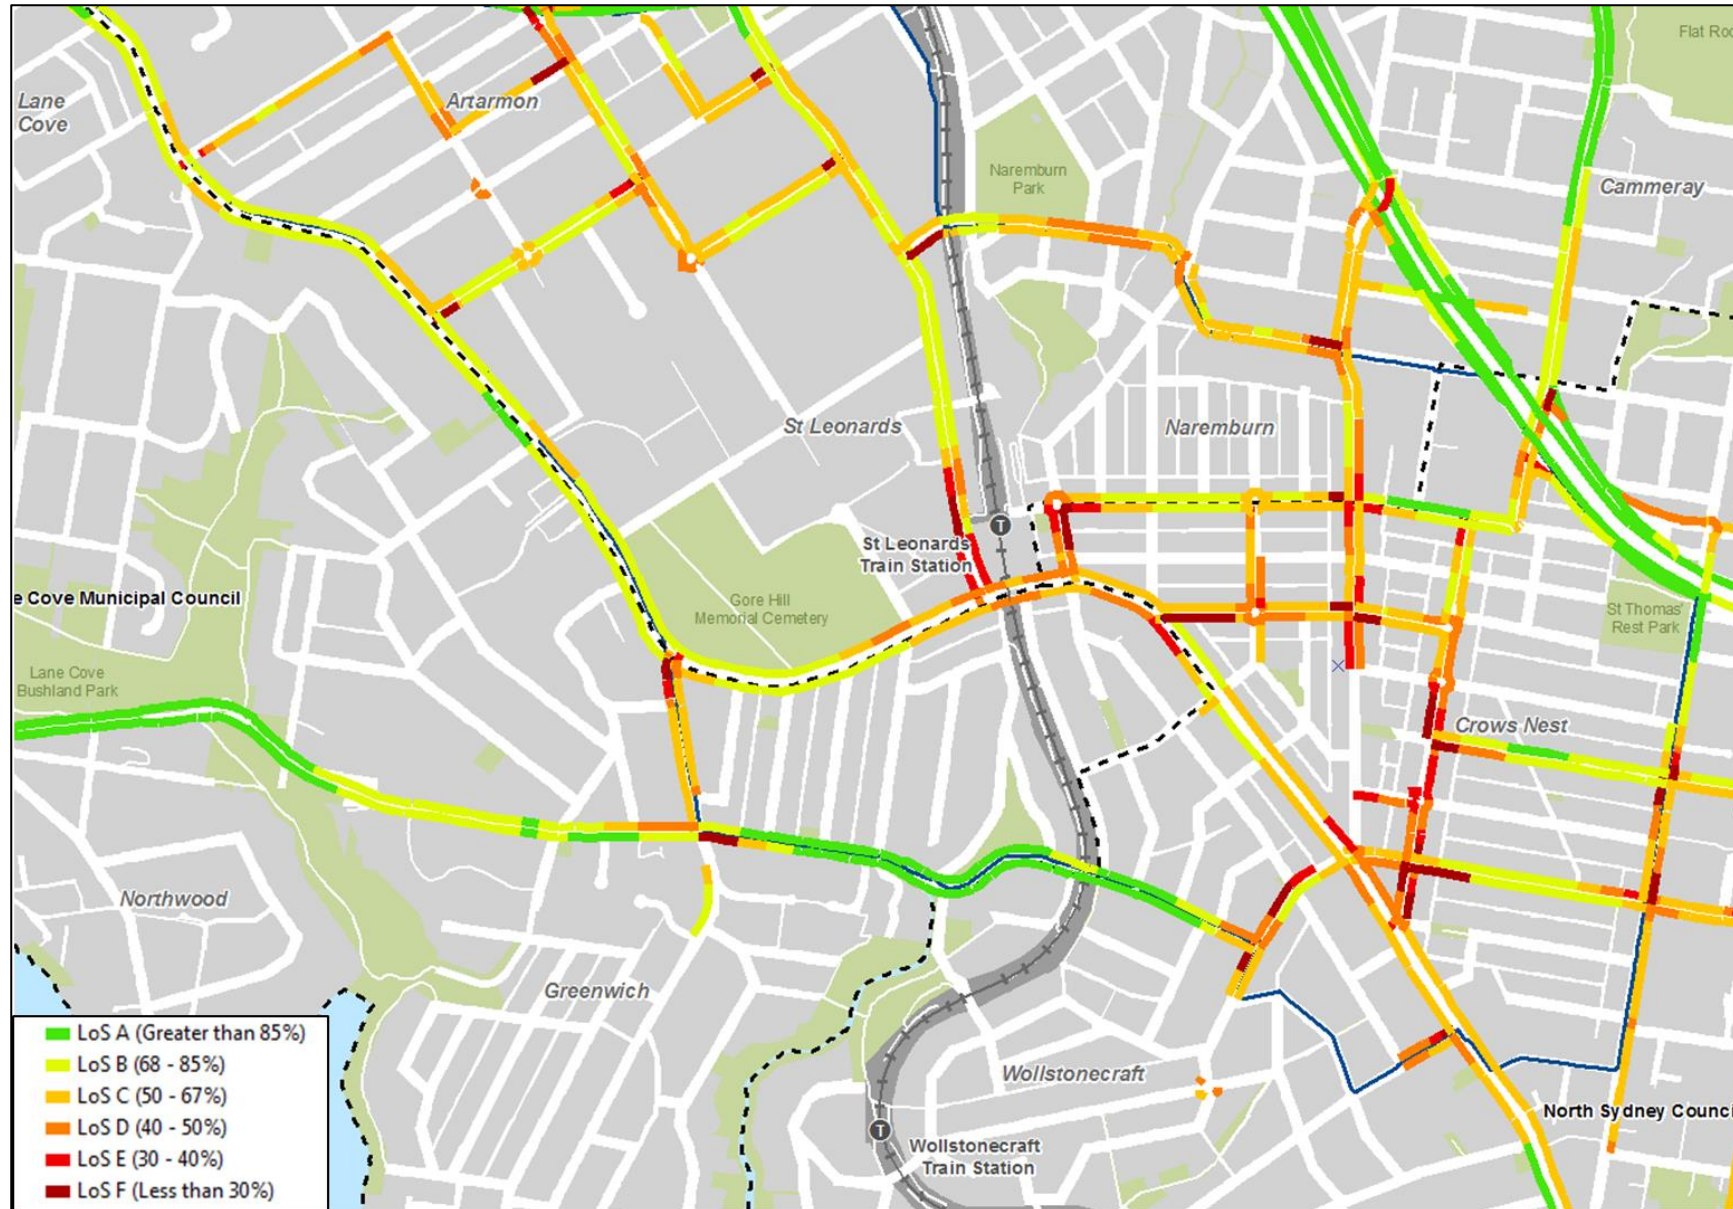 Flat Roc
Lane
Cove
Artarmon
Naremburn
Park
Cammeray
St Leonards
Naremburn
T
St Leonards
Train Station
e Cove Municipal Council
Gore Hill
Memorial Cemetery
St Thomas'
Rest Park
Lane Cove
Bushland Park
Crows Nest
Northwood
Greenwich
Wollstonecraft
North Sydney Counci
T
Wollstonecraft
Train Station
LoS A (Greater than 85%)
LoS B (68 - 85%)
LoS C (50 - 67%)
LoS D (40 - 50%)
LoS E (30 - 40%)
LoS F (Less than 30%)